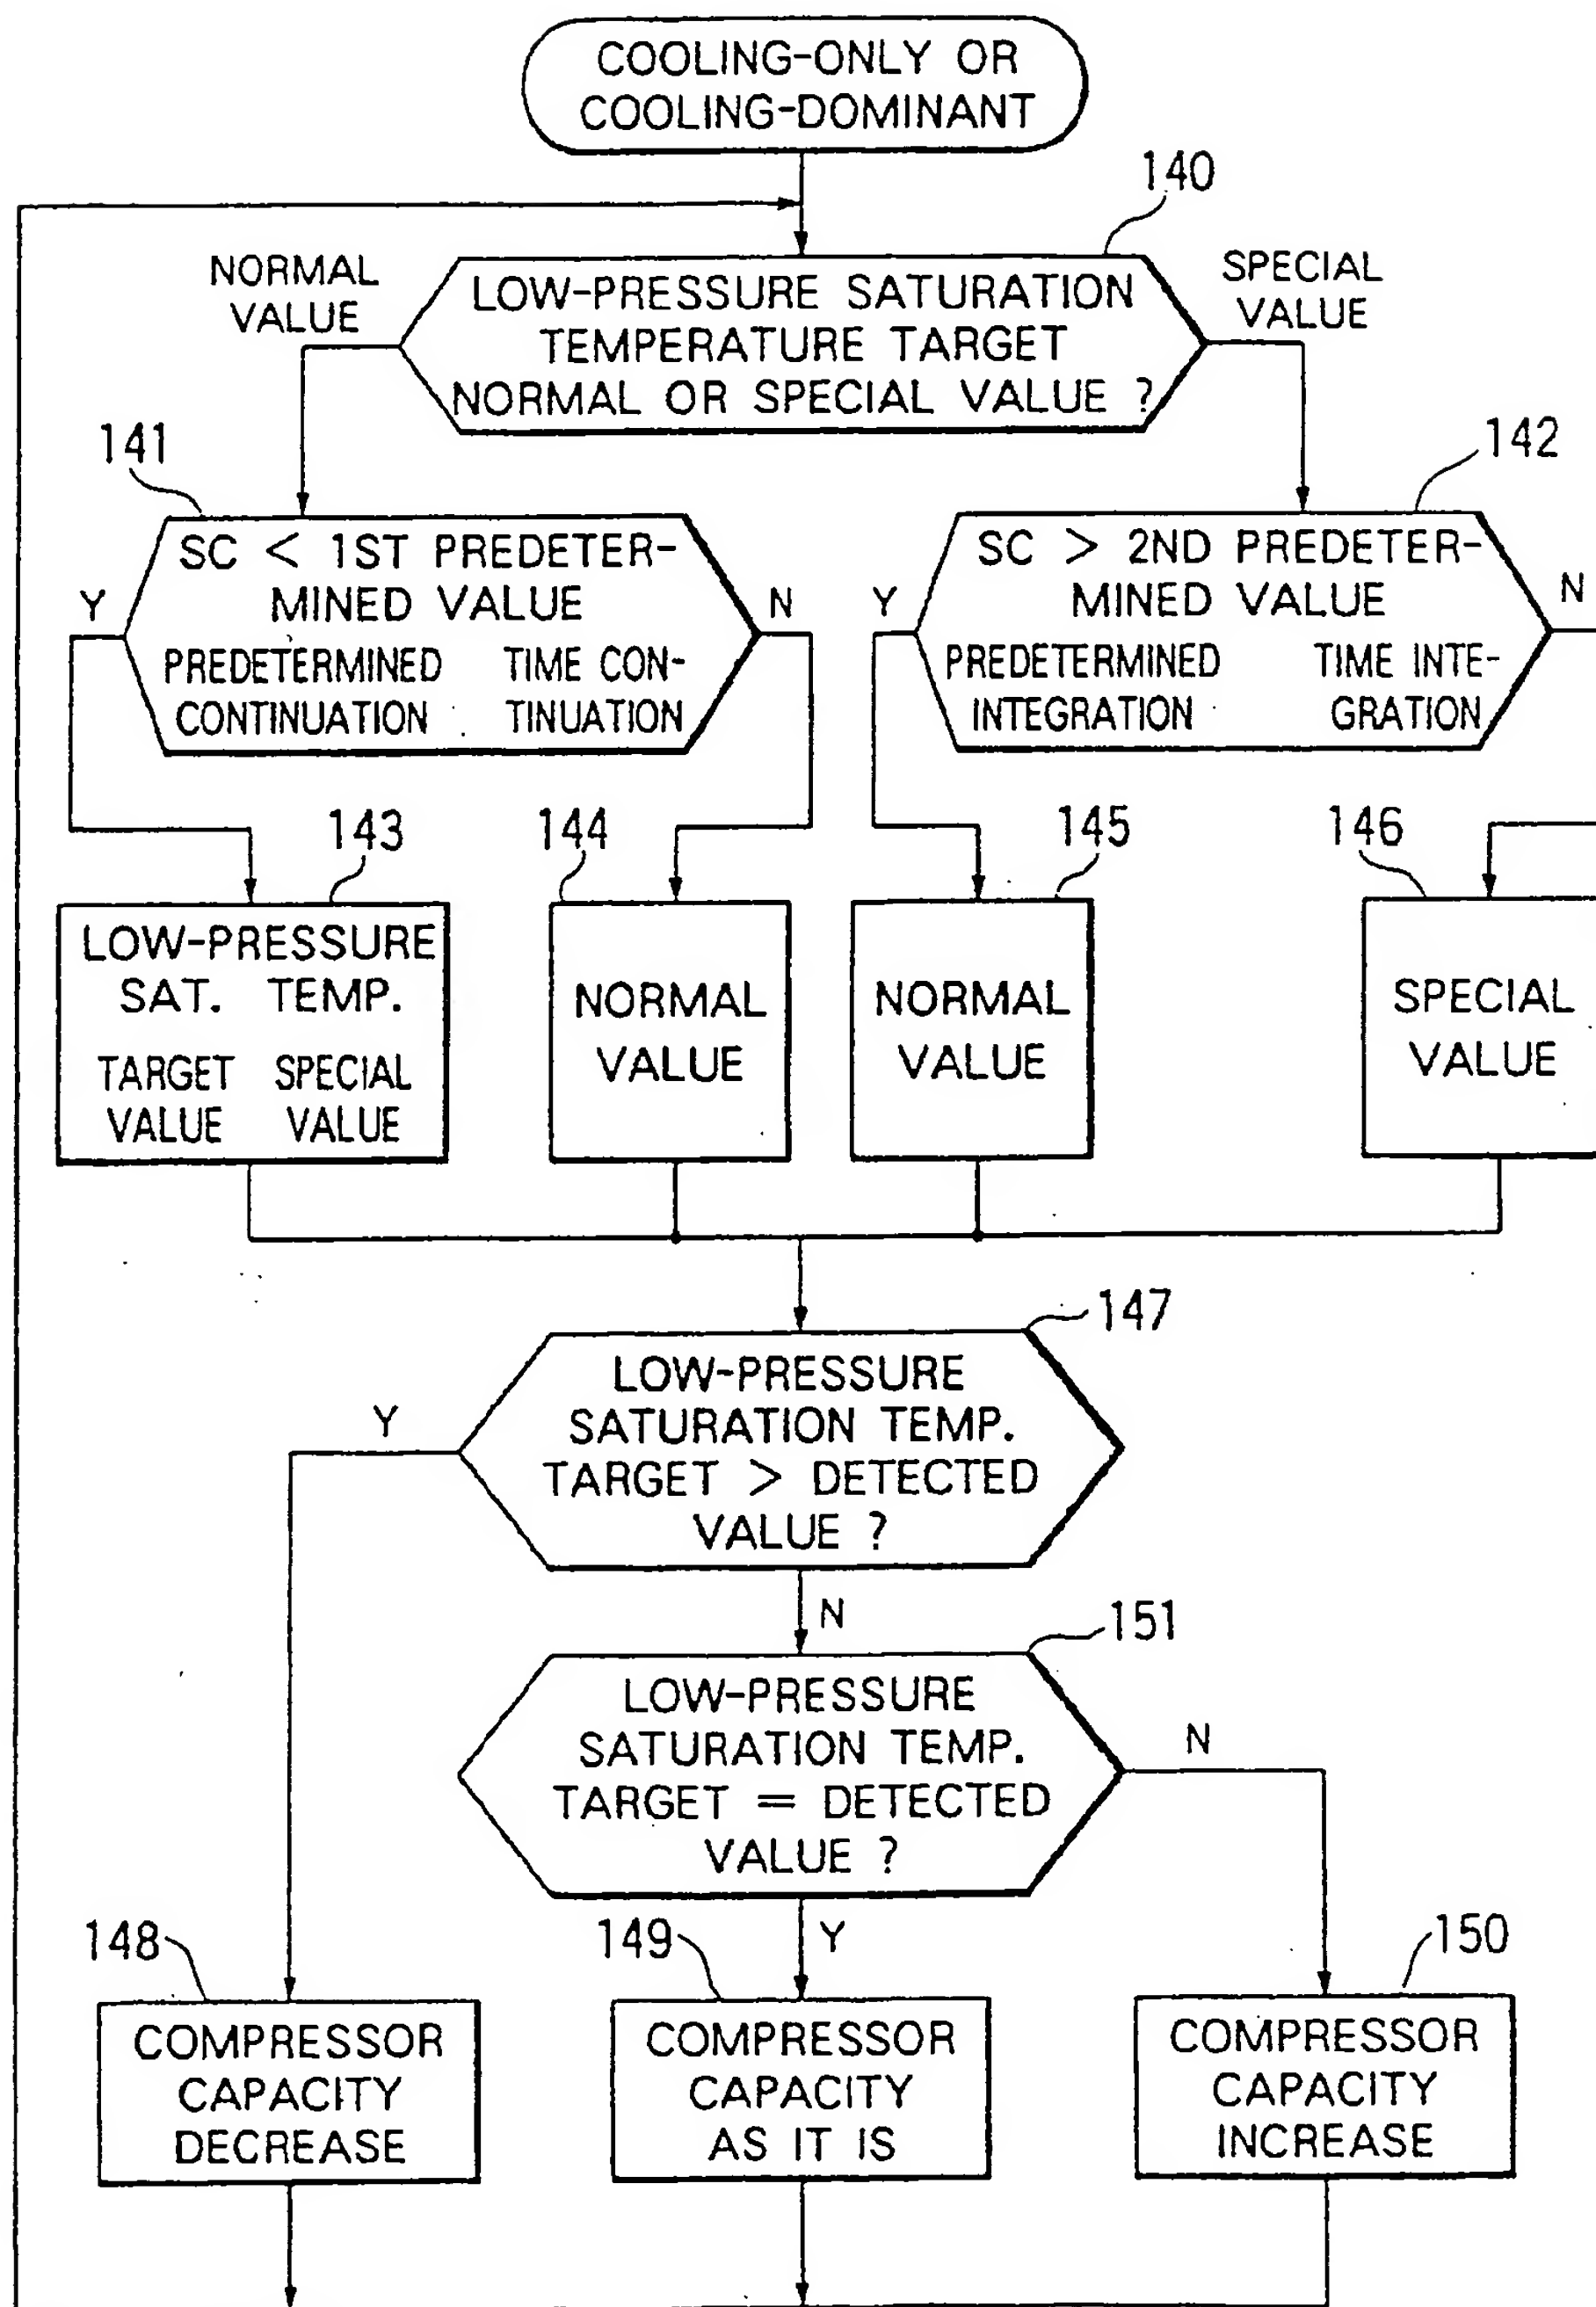 COOLING-ONLY OR
COOLING-DOMINANT
140
NORMAL
VALUE
SPECIAL
VALUE
LOW-PRESSURE SATURATION
TEMPERATURE TARGET
NORMAL OR SPECIAL VALUE ?
141
142
SC < 1ST PREDETER-
MINED VALUE
PREDETERMINED TIME CON-
CONTINUATION TINUATION
Y
N
SC > 2ND PREDETER-
MINED VALUE
PREDETERMINED TIME INTE-
INTEGRATION GRATION
Y
N
143
144
145
146
LOW-PRESSURE
SAT. TEMP.
TARGET SPECIAL
VALUE VALUE
NORMAL
VALUE
NORMAL
VALUE
SPECIAL
VALUE
147
LOW-PRESSURE
SATURATION TEMP.
TARGET > DETECTED
VALUE ?
Y
N
151
LOW-PRESSURE
SATURATION TEMP.
TARGET = DETECTED
VALUE ?
N
Y
148
149
150
COMPRESSOR
CAPACITY
DECREASE
COMPRESSOR
CAPACITY
AS IT IS
COMPRESSOR
CAPACITY
INCREASE